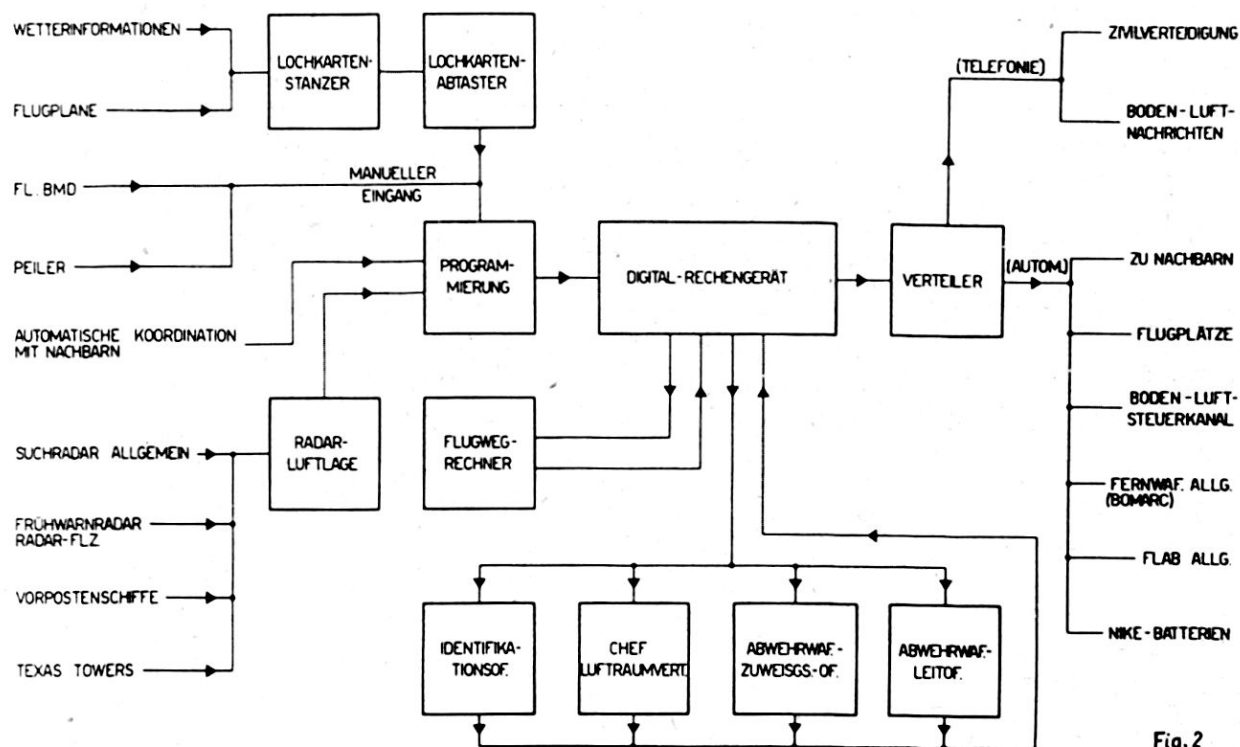 WETTERINFORMATIONEN
FLUGPLANE
FL. BMD
PEILER
AUTOMATISCHE KOORDINATION
MIT NACHBARN
SUCHRADAR ALLGEMEIN
FRÜHWARNRADAR
RADAR-FLZ
VORPOSTENSCHIFFE
TEXAS TOWERS
LOCHKARTEN-
STANZER
LOCHKARTEN-
ABTASTER
MANUELLER
EINGANG
PROGRAM-
MIERUNG
RADAR-
LUFTLAGE
FLUGWEG-
RECHNER
DIGITAL-RECHENGERÄT
VERTEILER
(TELEFONIE)
(AUTOM.)
IDENTIFIKA-
TIONSOF.
CHEF
LUFTRAUMVERT.
ABWEHRWAF.-
ZUWEISGS.-OF.
ABWEHRWAF.-
LEITOF.
ZIVILVERTEIDIGUNG
BODEN-LUFT-
NACHRICHTEN
ZU NACHBARN
FLUGPLÄTZE
BODEN-LUFT-
STEUERKANAL
FERNWAF. ALLG.
(BOMARC)
FLAB ALLG.
NIKE-BATTERIEN
Fig. 2